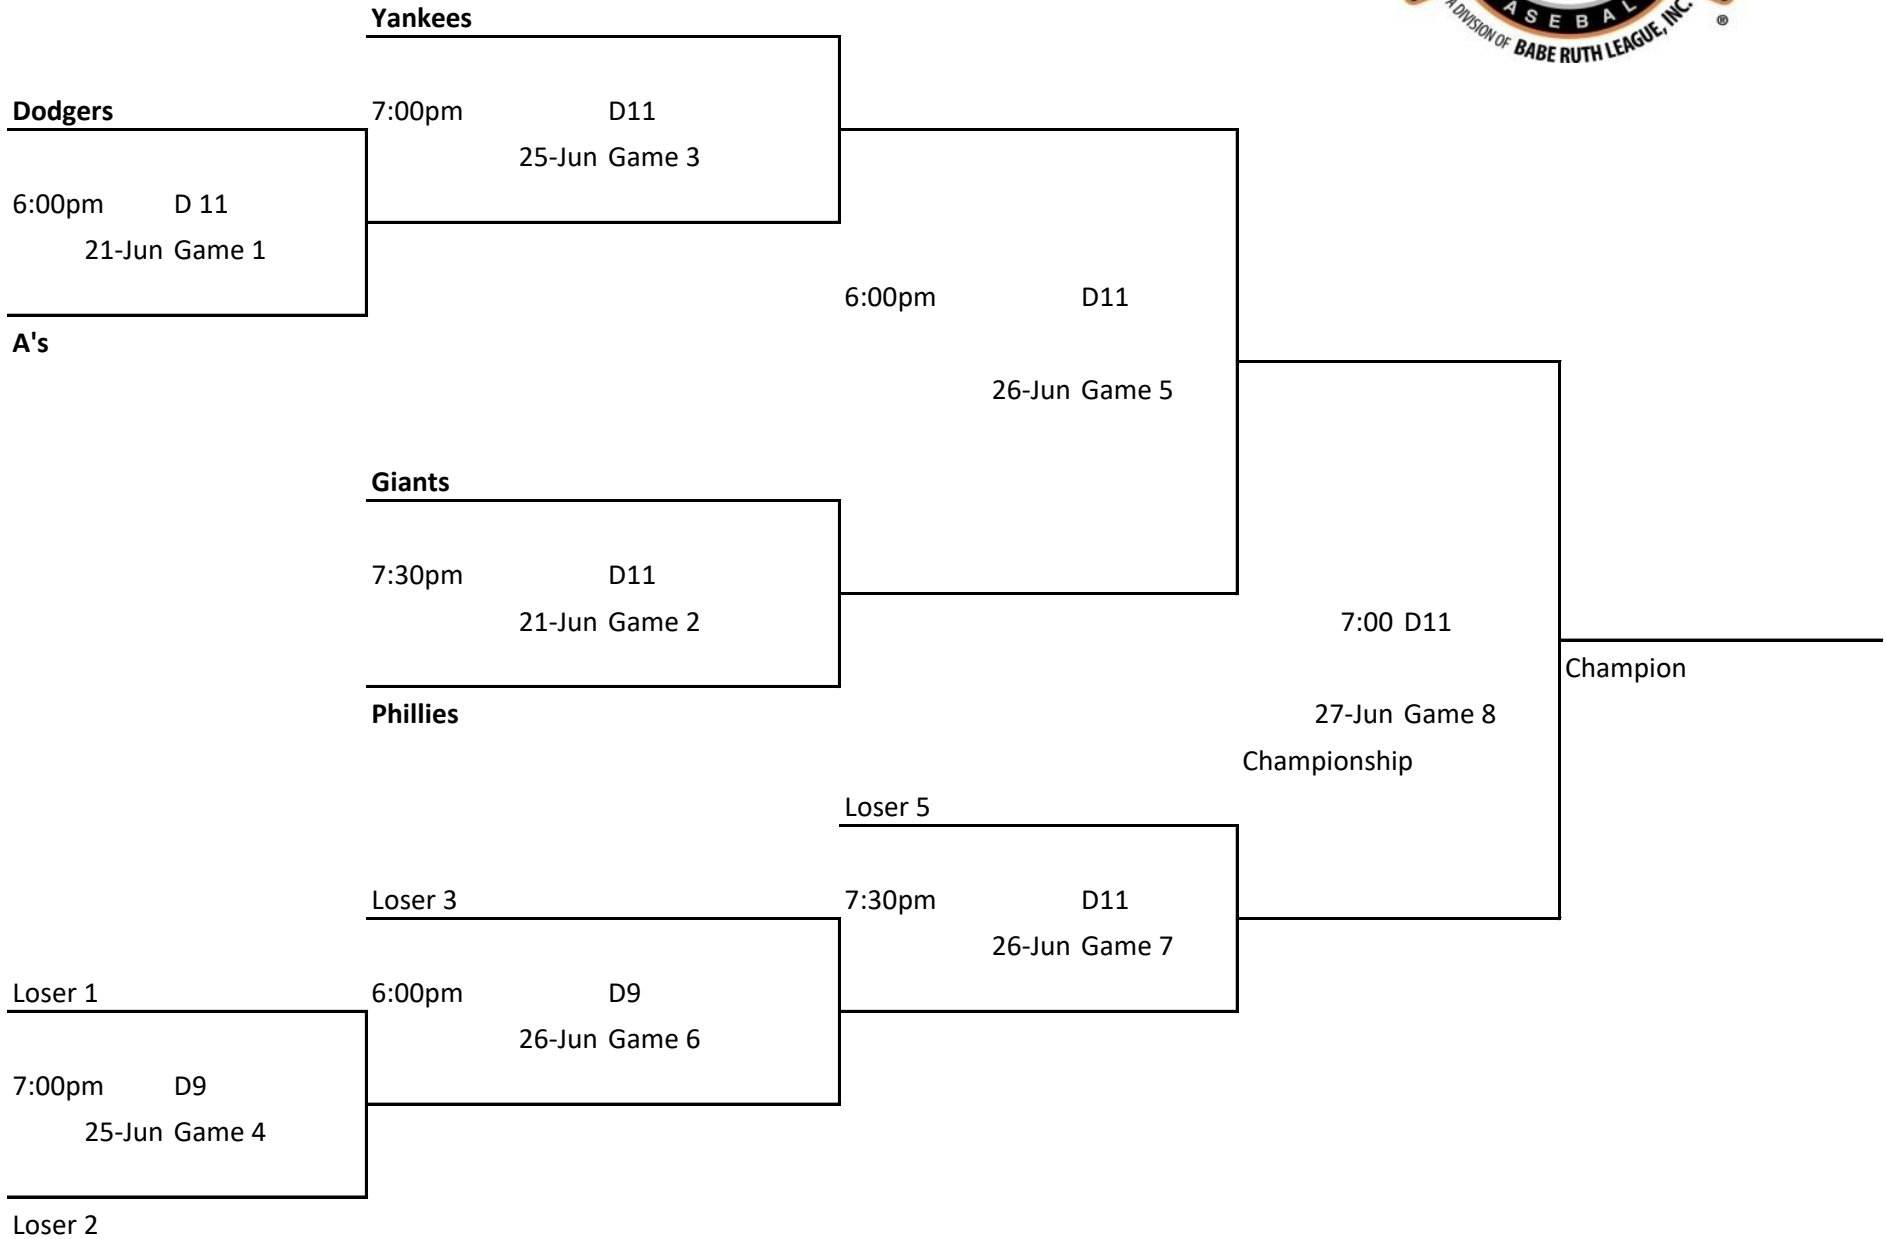 Yankees
ASEBAL
A DIVISION OF BABE RUTH LEAGUE, INC. ®
Dodgers
7:00pm D11
25-Jun Game 3
6:00pm D 11
21-Jun Game 1
6:00pm D11
A's
26-Jun Game 5
Giants
7:30pm D11
21-Jun Game 2
7:00 D11
Champion
Phillies
27-Jun Game 8
Championship
Loser 5
Loser 3
7:30pm D11
26-Jun Game 7
Loser 1
6:00pm D9
26-Jun Game 6
7:00pm D9
25-Jun Game 4
Loser 2